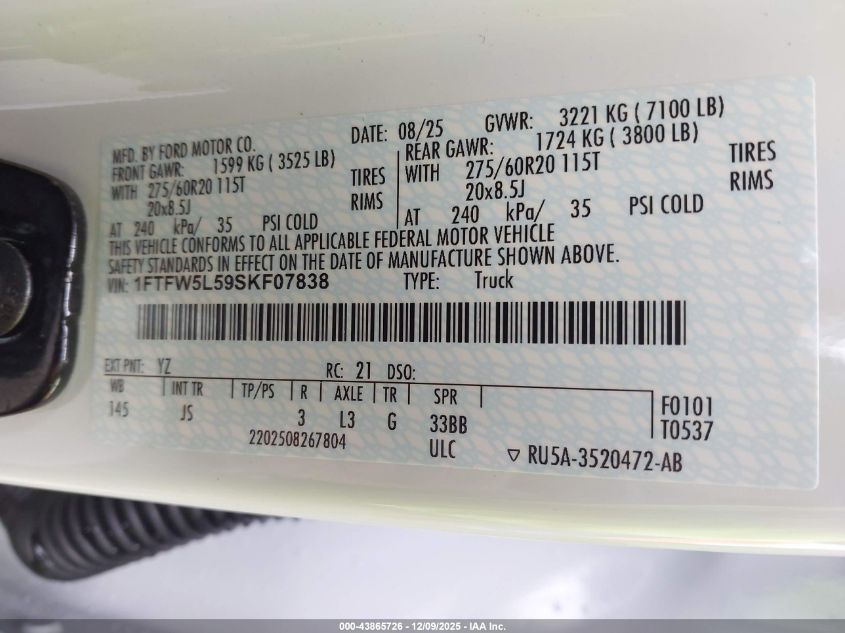 MFD. BY FORD MOTOR CO.
DATE: 08/25 GVWR: 3221 KG ( 7100 LB)
FRONT GAWR: 1599 KG ( 3525 LB)
WITH 275/60R20 115T TIRES
20x8.5J RIMS
AT 240 kPa/ 35 PSI COLD
REAR GAWR: 1724 KG ( 3800 LB)
WITH 275/60R20 115T TIRES
20x8.5J RIMS
AT 240 kPa/ 35 PSI COLD
THIS VEHICLE CONFORMS TO ALL APPLICABLE FEDERAL MOTOR VEHICLE
SAFETY STANDARDS IN EFFECT ON THE DATE OF MANUFACTURE SHOWN ABOVE.
VIN: 1FTFW5L59SKF07838 TYPE: Truck
EXT PNT: YZ RC: 21 DSO:
WB INT TR TP/PS R AXLE TR SPR
145 JS 3 L3 G 33BB
F0101
T0537
2202508267804 ULC ▽ RU5A-3520472-AB
000-43865726 - 12/09/2025 - IAA Inc.